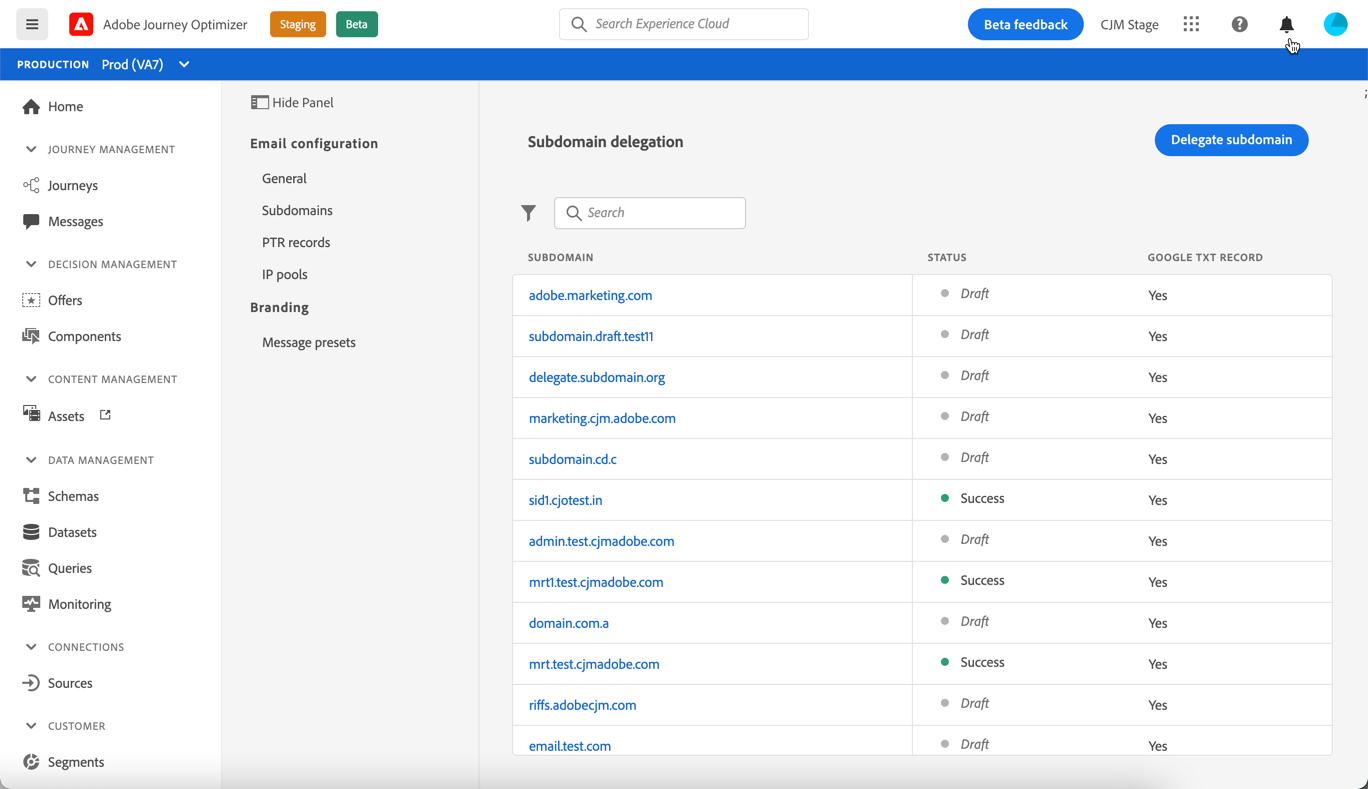 Adobe Journey Optimizer Staging Beta Search Experience Cloud Beta feedback CJM Stage
PRODUCTION Prod (VA7)
Home
JOURNEY MANAGEMENT
Journeys
Messages
DECISION MANAGEMENT
Offers
Components
CONTENT MANAGEMENT
Assets
DATA MANAGEMENT
Schemas
Datasets
Queries
Monitoring
CONNECTIONS
Sources
CUSTOMER
Segments
Hide Panel
Email configuration
General
Subdomains
PTR records
IP pools
Branding
Message presets
Subdomain delegation
Delegate subdomain
Search
SUBDOMAIN STATUS GOOGLE TXT RECORD
adobe.marketing.com Draft Yes
subdomain.draft.test11 Draft Yes
delegate.subdomain.org Draft Yes
marketing.cjm.adobe.com Draft Yes
subdomain.cd.c Draft Yes
sid1.cjotest.in Success Yes
admin.test.cjmadobe.com Draft Yes
mrt1.test.cjmadobe.com Success Yes
domain.com.a Draft Yes
mrt.test.cjmadobe.com Success Yes
riffs.adobecjm.com Draft Yes
email.test.com Draft Yes